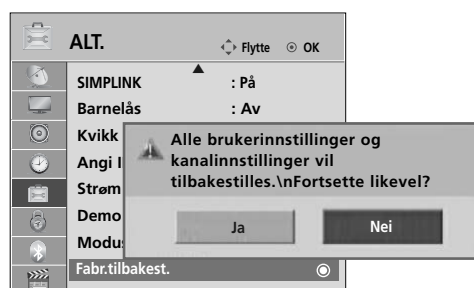 ALT.
Flytte OK
SIMPLINK : På
Barnelås : Av
Kvikk
Angi I
Strøm
Demo
Modus
Fabr.tilbakest.
Alle brukerinnstillinger og
kanalinnstillinger vil
tilbakestilles.\nFortsette likevel?
Ja Nei